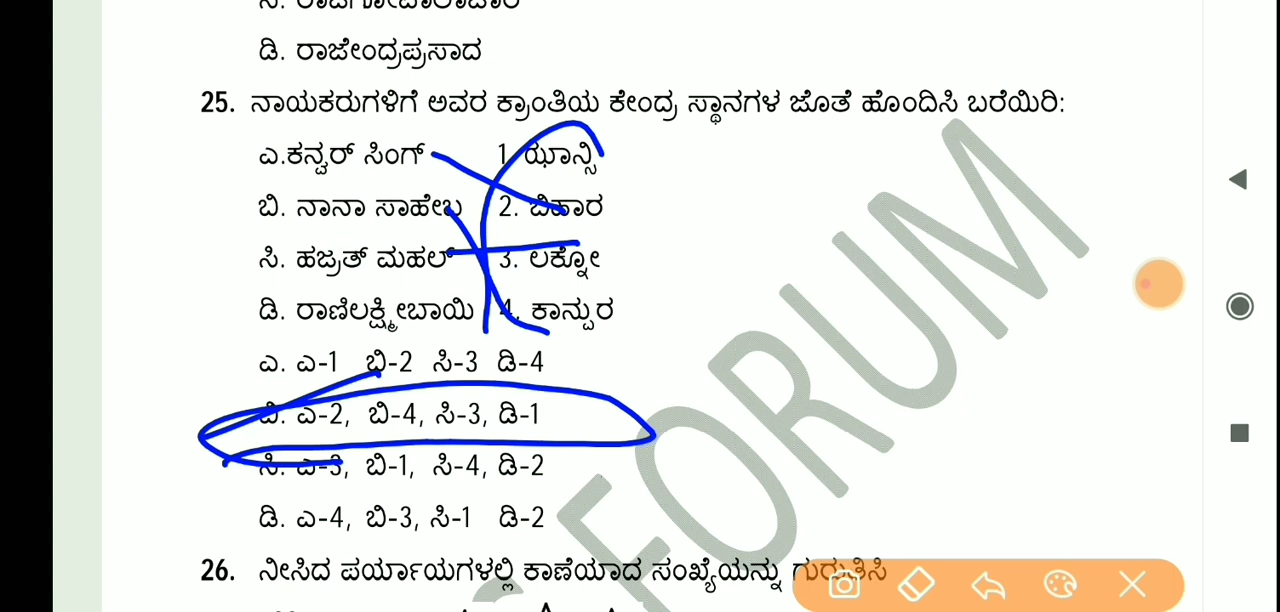 ಸಿ. ರಾಜಗೋಪಾಲಾಚಾರಿ
ಡಿ. ರಾಜೇಂದ್ರಪ್ರಸಾದ
25. ನಾಯಕರುಗಳಿಗೆ ಅವರ ಕ್ರಾಂತಿಯ ಕೇಂದ್ರ ಸ್ಥಾನಗಳ ಜೊತೆ ಹೊಂದಿಸಿ ಬರೆಯಿರಿ:
ಎ.ಕನ್ವರ್ ಸಿಂಗ್ 1. ಝಾನ್ಸಿ
ಬಿ. ನಾನಾ ಸಾಹೇಬ 2. ಬಿಹಾರ
ಸಿ. ಹಜ್ರತ್ ಮಹಲ್ 3. ಲಕ್ನೋ
ಡಿ. ರಾಣಿಲಕ್ಷ್ಮೀಬಾಯಿ 4. ಕಾನ್ಪುರ
ಎ. ಎ-1 ಬಿ-2 ಸಿ-3 ಡಿ-4
ಬಿ. ಎ-2, ಬಿ-4, ಸಿ-3, ಡಿ-1
ಸಿ. ಎ-3, ಬಿ-1, ಸಿ-4, ಡಿ-2
ಡಿ. ಎ-4, ಬಿ-3, ಸಿ-1 ಡಿ-2
26. ನೀಸಿದ ಪರ್ಯಾಯಗಳಲ್ಲಿ ಕಾಣೆಯಾದ ಸಂಖ್ಯೆಯನ್ನು ಗುರುತಿಸಿ
FORUM